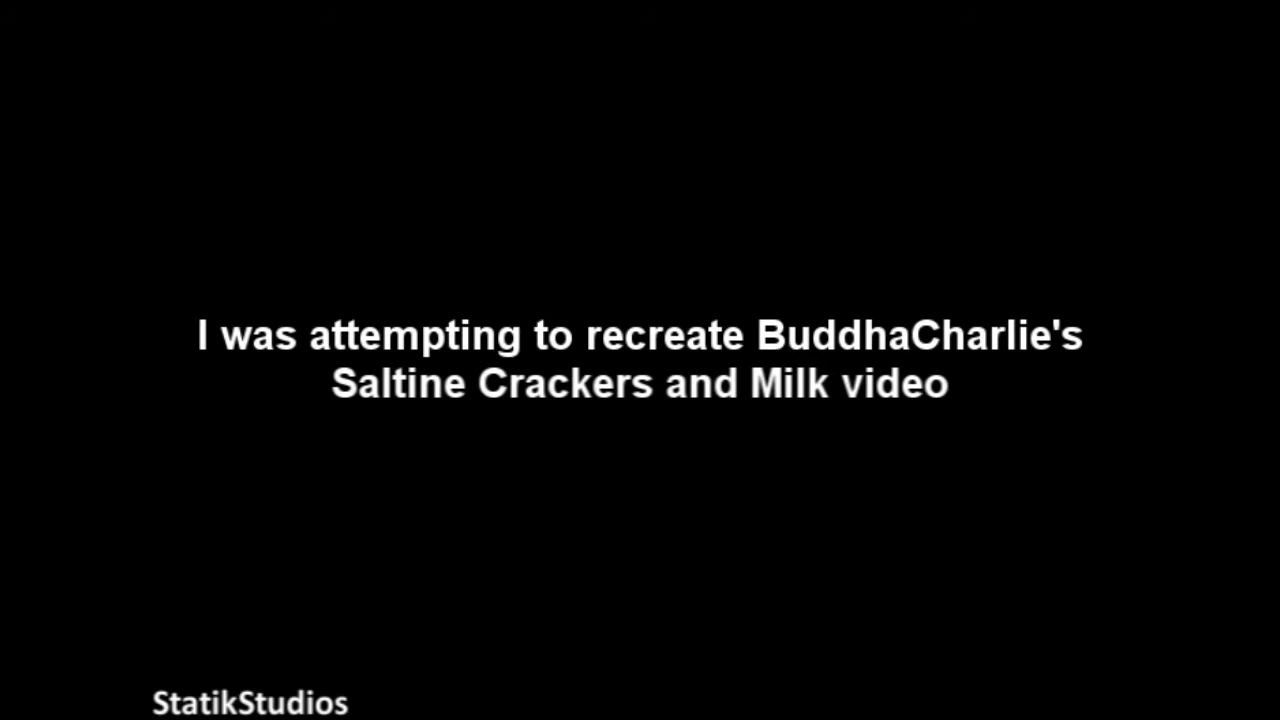 I was attempting to recreate BuddhaCharlie's
Saltine Crackers and Milk video
StatikStudios